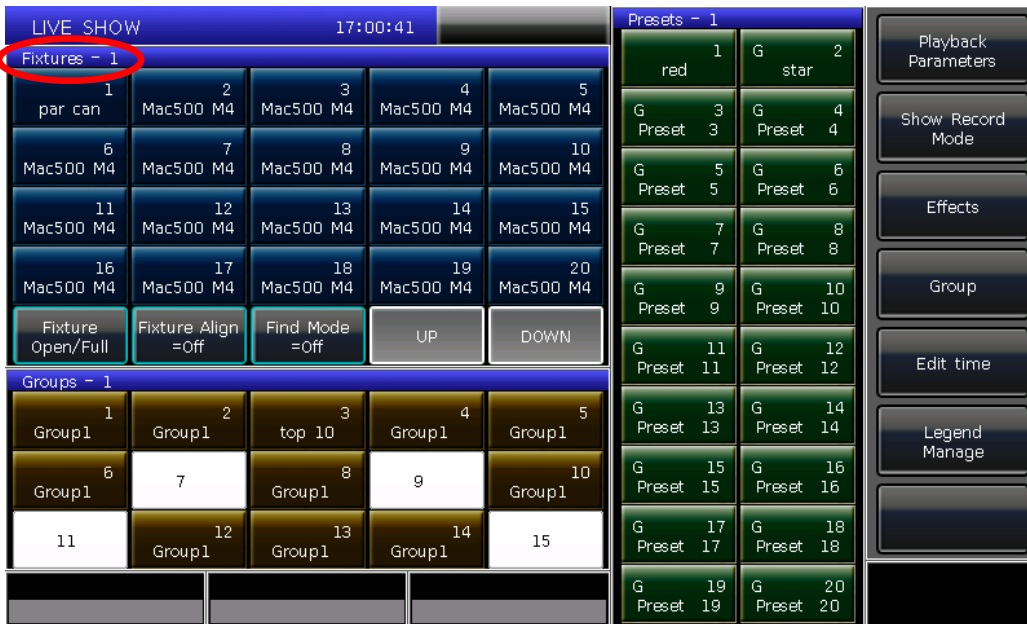 LIVE SHOW 17:00:41
Fixtures - 1
1 2 3 4 5
par can Mac500 M4 Mac500 M4 Mac500 M4 Mac500 M4
6 7 8 9 10
Mac500 M4 Mac500 M4 Mac500 M4 Mac500 M4 Mac500 M4
11 12 13 14 15
Mac500 M4 Mac500 M4 Mac500 M4 Mac500 M4 Mac500 M4
16 17 18 19 20
Mac500 M4 Mac500 M4 Mac500 M4 Mac500 M4 Mac500 M4
Fixture Fixture Align Find Mode UP DOWN
Open/Full =Off =Off
Groups - 1
1 2 3 4 5
Group1 Group1 top 10 Group1 Group1
6 7 8 9 10
Group1 Group1 Group1
11 12 13 14 15
Group1 Group1 Group1
Presets - 1
1 G 2
red star
G 3 G 4
Preset 3 Preset 4
G 5 G 6
Preset 5 Preset 6
G 7 G 8
Preset 7 Preset 8
G 9 G 10
Preset 9 Preset 10
G 11 G 12
Preset 11 Preset 12
G 13 G 14
Preset 13 Preset 14
G 15 G 16
Preset 15 Preset 16
G 17 G 18
Preset 17 Preset 18
G 19 G 20
Preset 19 Preset 20
Playback
Parameters
Show Record
Mode
Effects
Group
Edit time
Legend
Manage